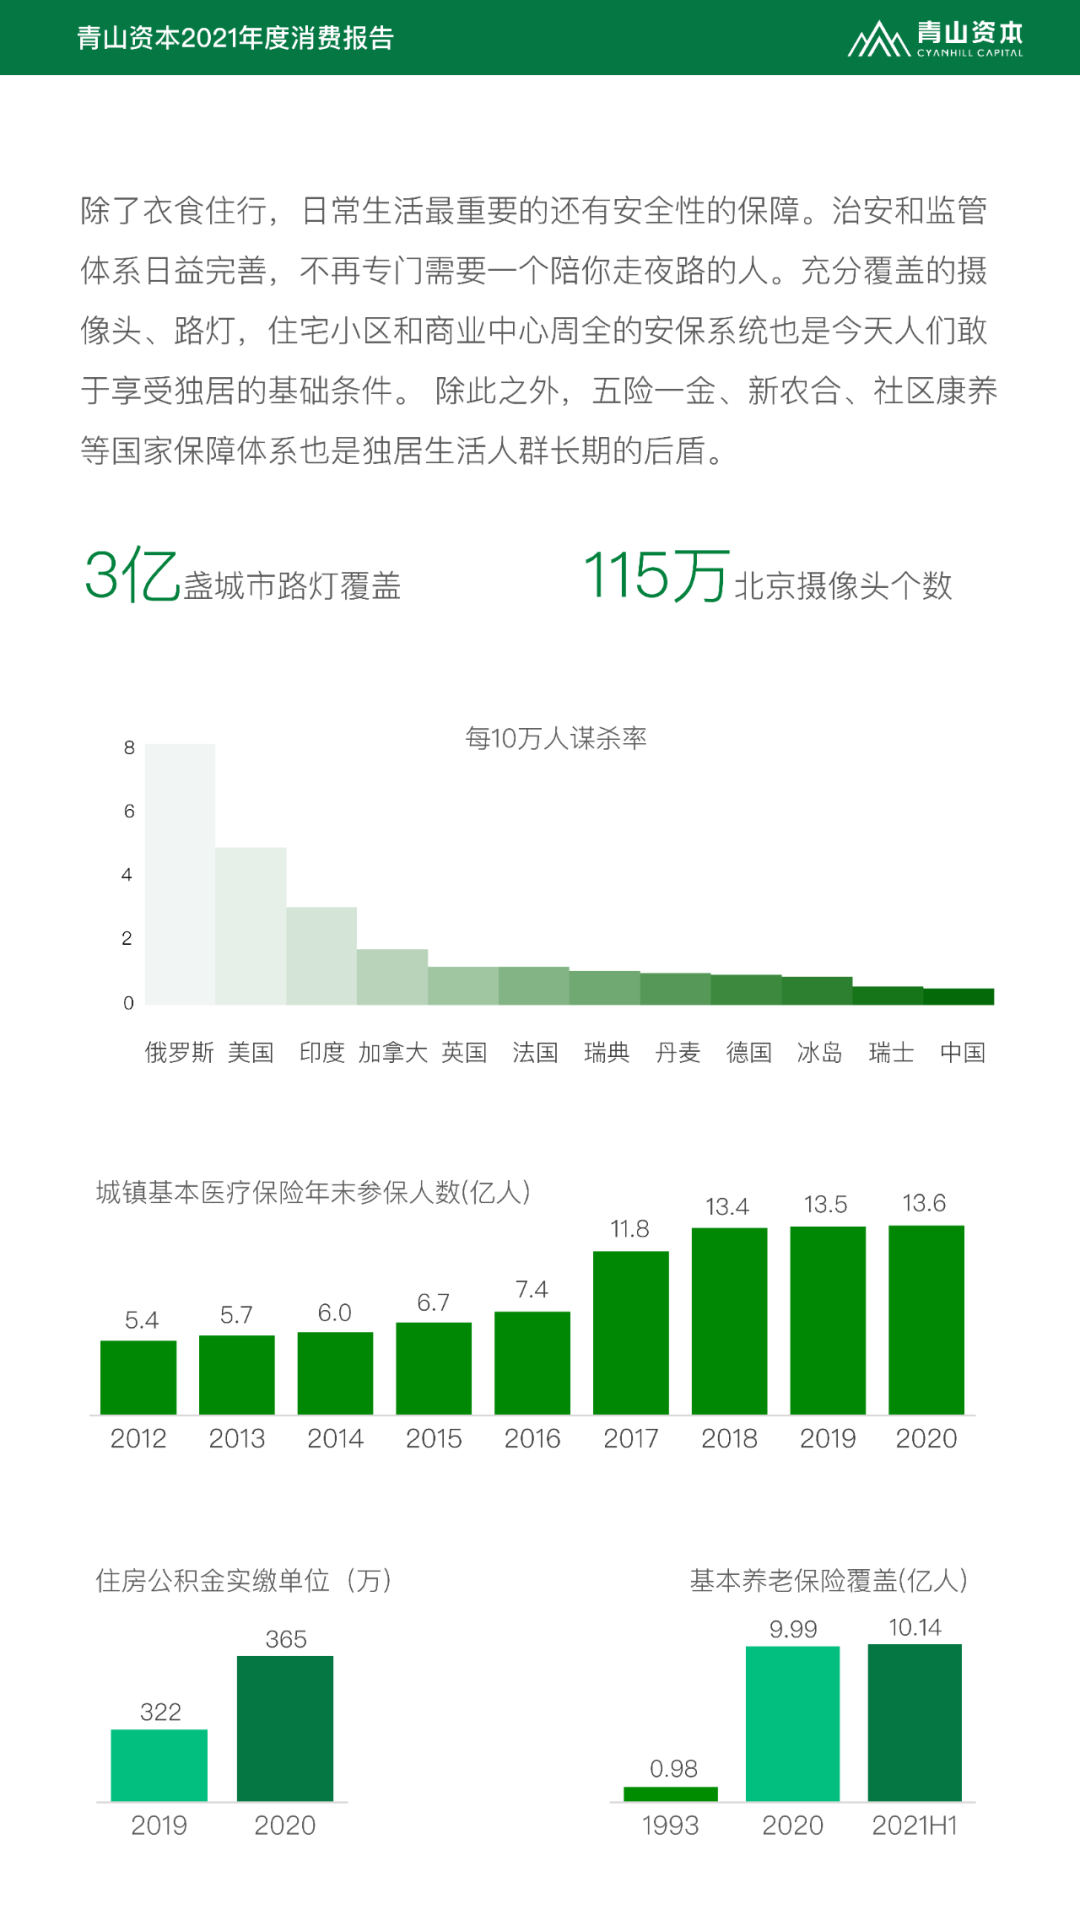 青山资本2021年度消费报告
青山资本
CYANHILL CAPITAL
除了衣食住行，日常生活最重要的还有安全性的保障。治安和监管
体系日益完善，不再专门需要一个陪你走夜路的人。充分覆盖的摄
像头、路灯，住宅小区和商业中心周全的安保系统也是今天人们敢
于享受独居的基础条件。 除此之外，五险一金、新农合、社区康养
等国家保障体系也是独居生活人群长期的后盾。
3亿盏城市路灯覆盖
115万北京摄像头个数
每10万人谋杀率
8
6
4
2
0
俄罗斯 美国 印度 加拿大 英国 法国 瑞典 丹麦 德国 冰岛 瑞士 中国
城镇基本医疗保险年末参保人数(亿人)
5.4 5.7 6.0 6.7 7.4 11.8 13.4 13.5 13.6
2012 2013 2014 2015 2016 2017 2018 2019 2020
住房公积金实缴单位（万）
322 365
2019 2020
基本养老保险覆盖(亿人)
0.98 9.99 10.14
1993 2020 2021H1